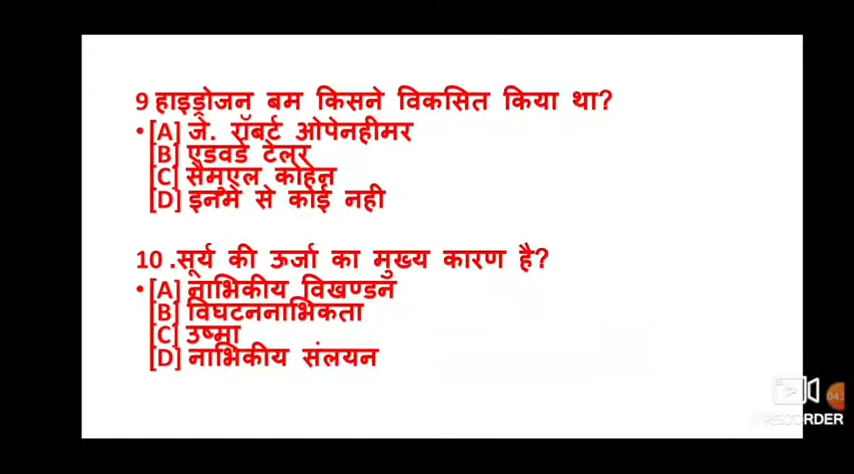 9 हाइड्रोजन बम किसने विकसित किया था?
• [A] जे. रॉबर्ट ओपेनहीमर
[B] एडवर्ड टेलर
[C] सैमुएल कोहेन
[D] इनमे से कोई नही
10 .सूर्य की ऊर्जा का मुख्य कारण है?
• [A] नाभिकीय विखण्डन
[B] विघटननाभिकता
[C] उष्मा
[D] नाभिकीय संलयन
RECORDER